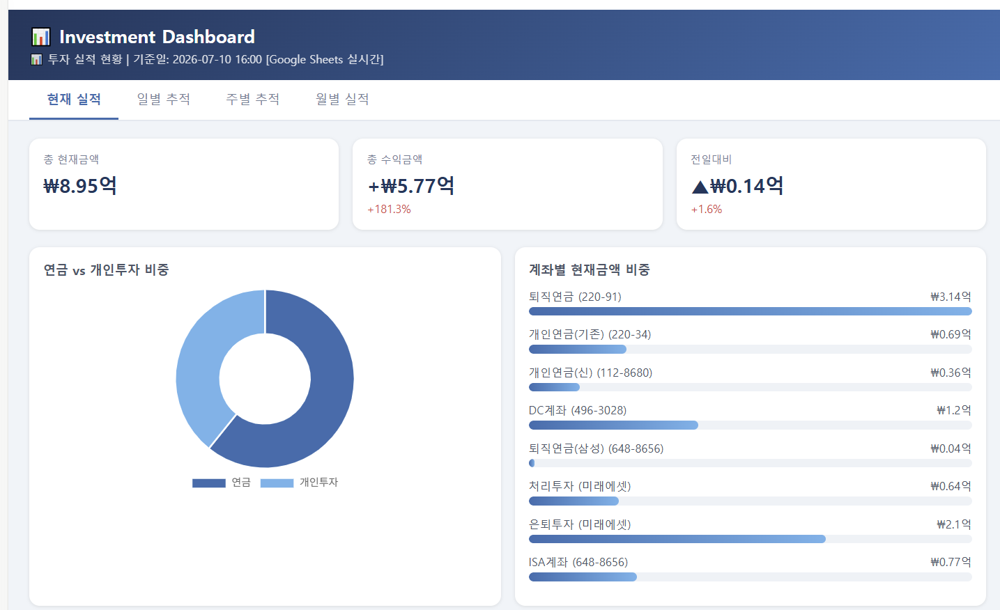 📊 Investment Dashboard
📊 투자 실적 현황 | 기준일: 2026-07-10 16:00 [Google Sheets 실시간]
현재 실적
일별 추적
주별 추적
월별 실적
총 현재금액
₩8.95억
총 수익금액
+₩5.77억
+181.3%
전일대비
▲₩0.14억
+1.6%
연금 vs 개인투자 비중
연금
개인투자
계좌별 현재금액 비중
퇴직연금 (220-91) ₩3.14억
개인연금(기존) (220-34) ₩0.69억
개인연금(신) (112-8680) ₩0.36억
DC계좌 (496-3028) ₩1.2억
퇴직연금(삼성) (648-8656) ₩0.04억
처리투자 (미래에셋) ₩0.64억
은퇴투자 (미래에셋) ₩2.1억
ISA계좌 (648-8656) ₩0.77억